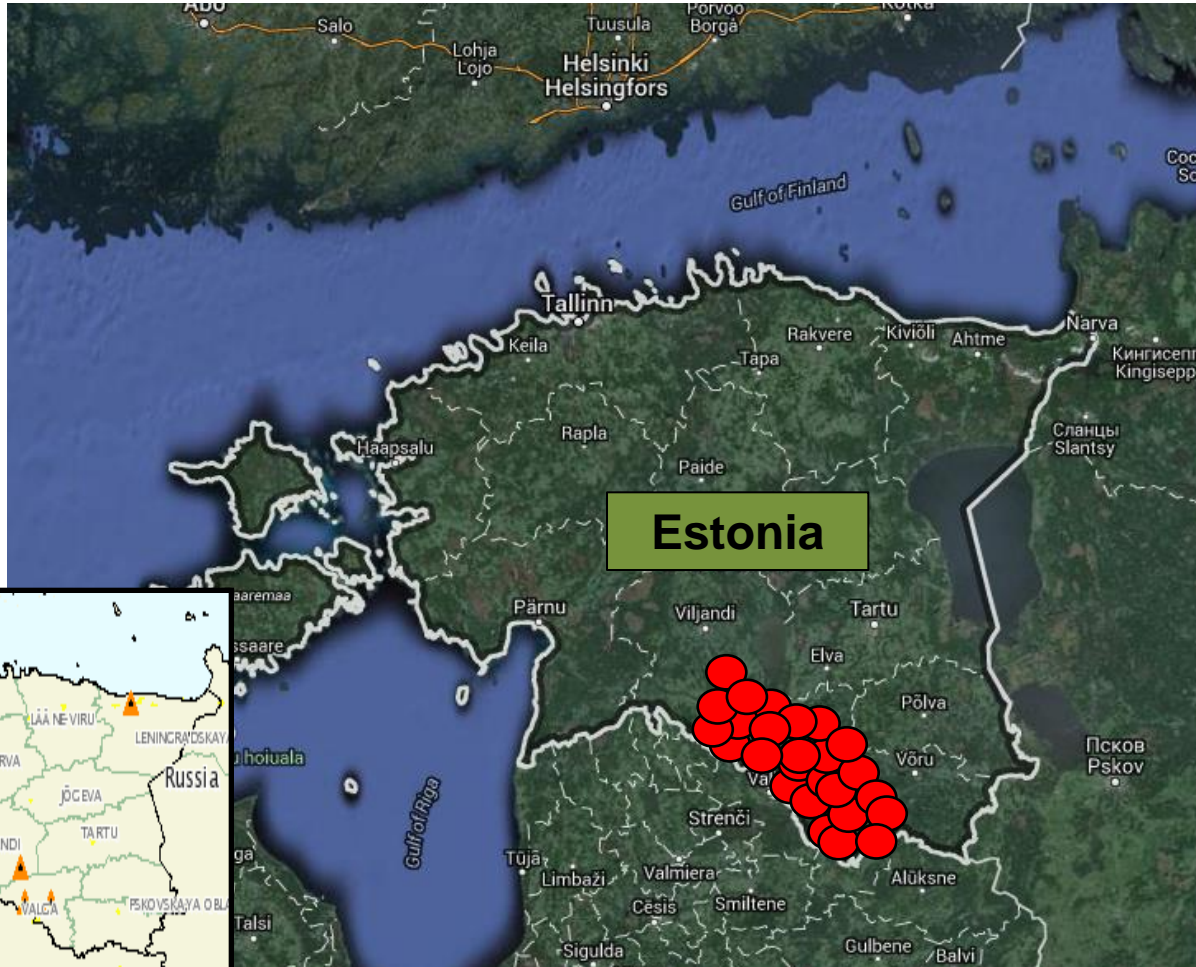 Salo
Tuusula
Porvoo
Borgå
Lohja
Lojo
Helsinki
Helsingfors
Gulf of Finland
Tallinn
Keila
Rakvere
Kiviõli
Ahtme
Narva
Tapa
Кингисепп
Kingisepp
Haapsalu
Rapla
Paide
Сланцы
Slantsy
Estonia
Pärnu
Viljandi
Tartu
Elva
Põlva
Võru
Псков
Pskov
Gulf of Riga
Strenči
Tūja
Limbaži
Valmiera
Alūksne
Cēsis
Smiltene
Talsi
Sigulda
Gulbene
Balvi
LÄÄNE-VIRU
LENINGRADSKAYA
Russia
JÕGEVA
TARTU
VALGA
PSKOVSKAYA OBLA